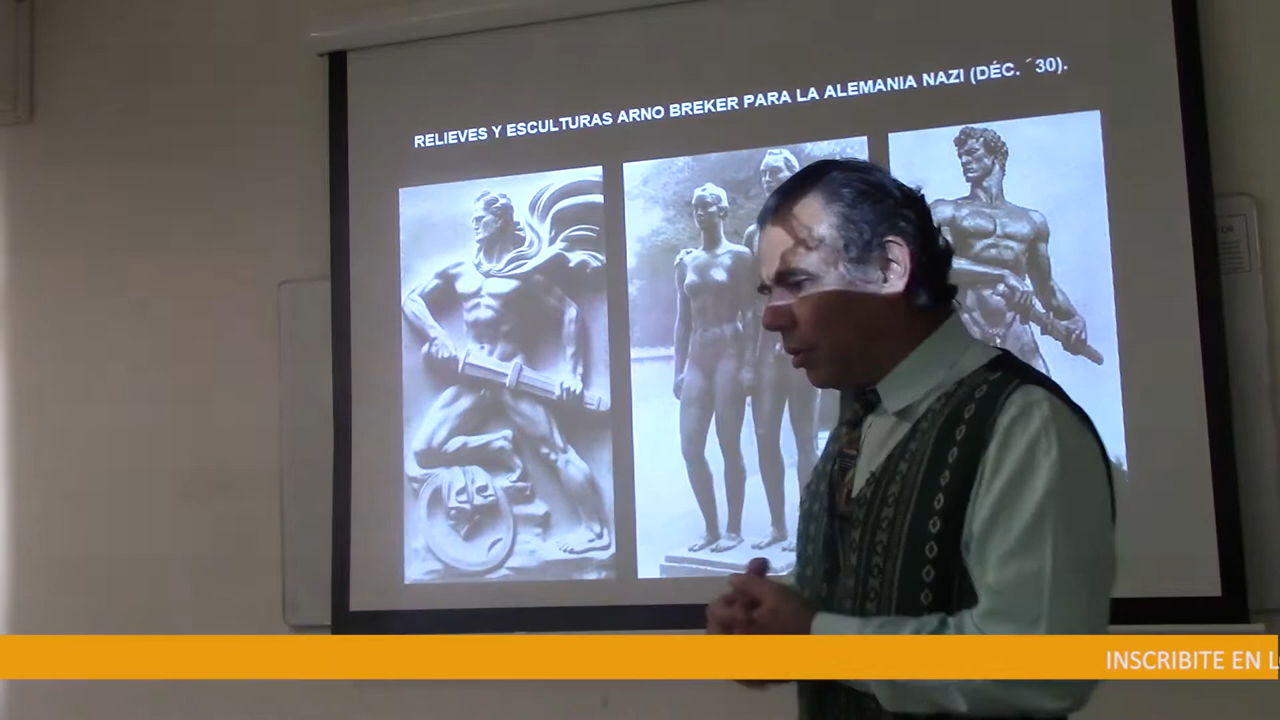 RELIEVES Y ESCULTURAS ARNO BREKER PARA LA ALEMANIA NAZI (DÉC. ´30).
INSCRIBITE EN